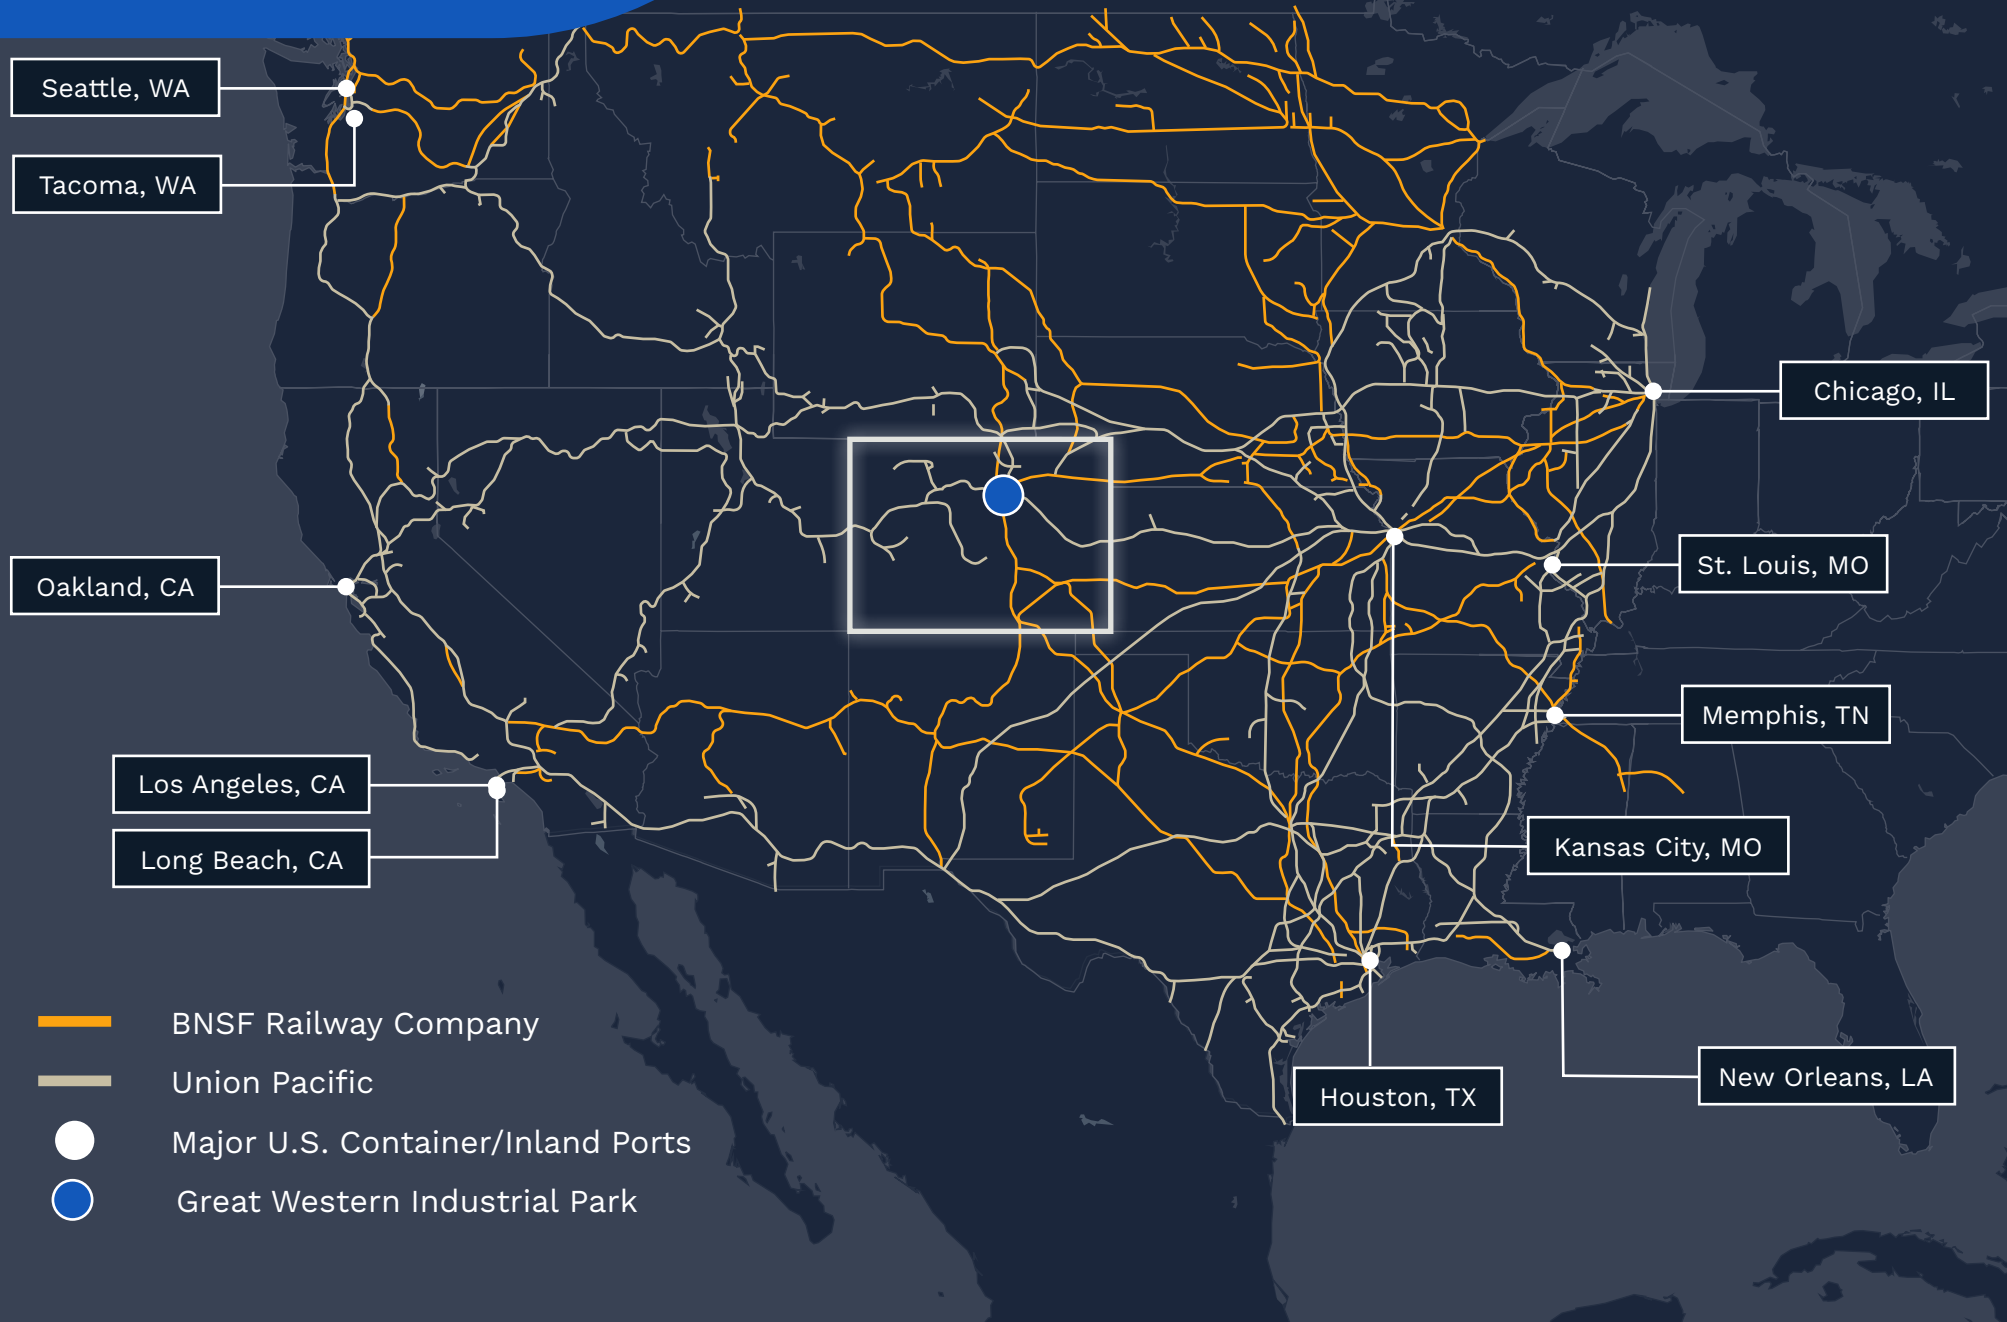 Seattle, WA
Tacoma, WA
Chicago, IL
Oakland, CA
St. Louis, MO
Memphis, TN
Los Angeles, CA
Long Beach, CA
Kansas City, MO
Houston, TX
New Orleans, LA
BNSF Railway Company
Union Pacific
Major U.S. Container/Inland Ports
Great Western Industrial Park